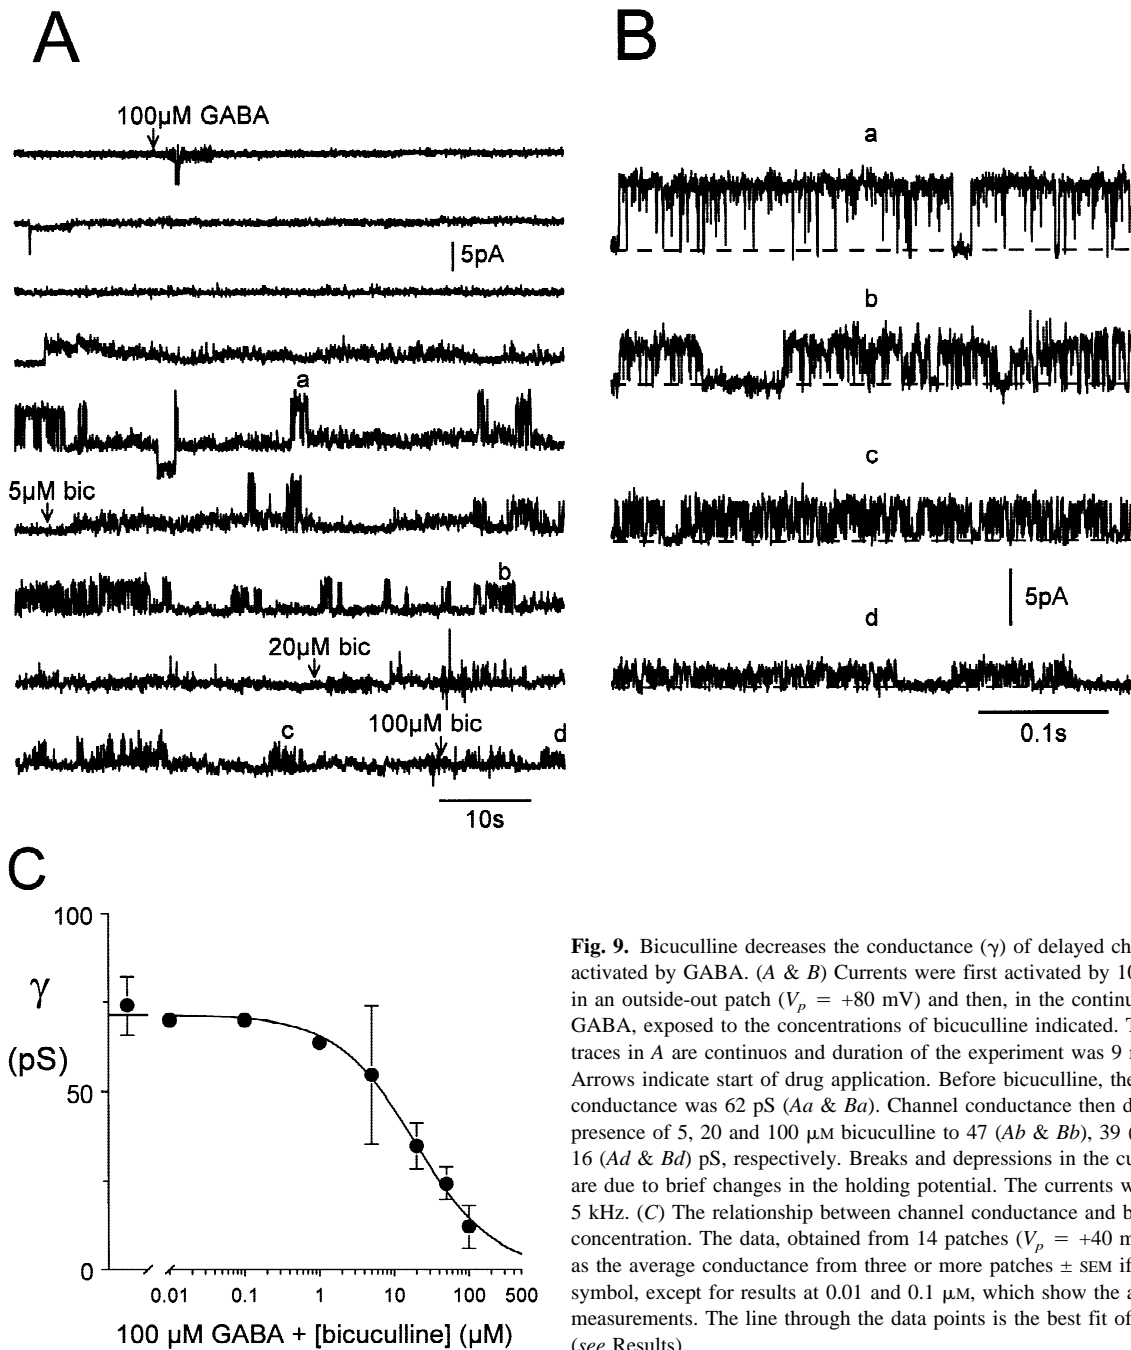 A
B
100µM GABA
5pA
a
5µM bic
b
20µM bic
100µM bic
c
d
10s
a
b
c
5pA
d
0.1s
C
100
γ
(pS)
50
0
0.01 0.1 1 10 100 500
100 µM GABA + [bicuculline] (µM)
Fig. 9. Bicuculline decreases the conductance (γ) of delayed ch
activated by GABA. (A & B) Currents were first activated by 10
in an outside-out patch (Vp = +80 mV) and then, in the continu
GABA, exposed to the concentrations of bicuculline indicated. T
traces in A are continuos and duration of the experiment was 9 
Arrows indicate start of drug application. Before bicuculline, the
conductance was 62 pS (Aa & Ba). Channel conductance then d
presence of 5, 20 and 100 µM bicuculline to 47 (Ab & Bb), 39 (
16 (Ad & Bd) pS, respectively. Breaks and depressions in the cu
are due to brief changes in the holding potential. The currents w
5 kHz. (C) The relationship between channel conductance and b
concentration. The data, obtained from 14 patches (Vp = +40 m
as the average conductance from three or more patches ± SEM if
symbol, except for results at 0.01 and 0.1 µM, which show the a
measurements. The line through the data points is the best fit of
(see Results)